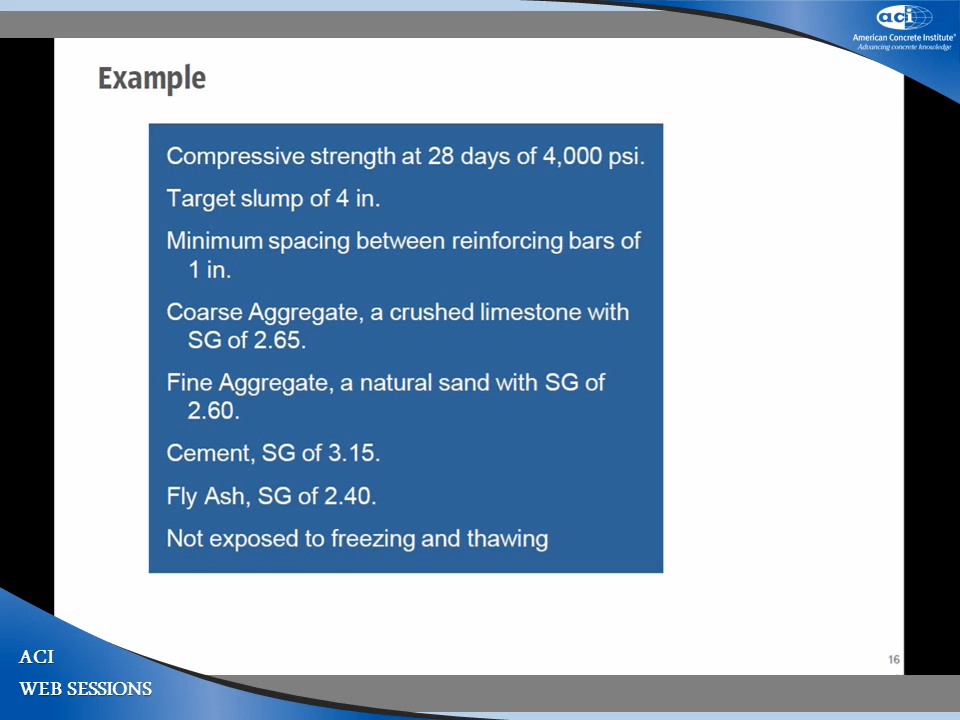 aci
American Concrete Institute®
Advancing concrete knowledge
Example
Compressive strength at 28 days of 4,000 psi.
Target slump of 4 in.
Minimum spacing between reinforcing bars of
1 in.
Coarse Aggregate, a crushed limestone with
SG of 2.65.
Fine Aggregate, a natural sand with SG of
2.60.
Cement, SG of 3.15.
Fly Ash, SG of 2.40.
Not exposed to freezing and thawing
16
ACI
WEB SESSIONS